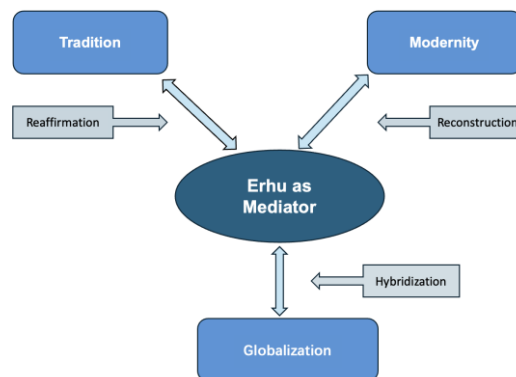 Tradition
Modernity
Reaffirmation
Reconstruction
Erhu as
Mediator
Hybridization
Globalization